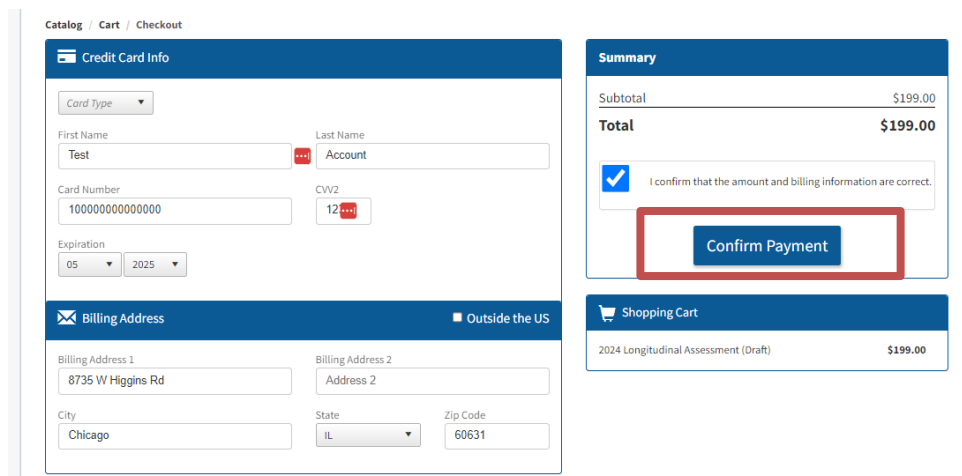 Catalog / Cart / Checkout
Credit Card Info
Card Type
First Name
Last Name
Test
Account
Card Number
CVV2
100000000000000
12
Expiration
05
2025
Billing Address
Outside the US
Billing Address 1
Billing Address 2
8735 W Higgins Rd
Address 2
City
State
Zip Code
Chicago
IL
60631
Summary
Subtotal $199.00
Total $199.00
I confirm that the amount and billing information are correct.
Confirm Payment
Shopping Cart
2024 Longitudinal Assessment (Draft) $199.00